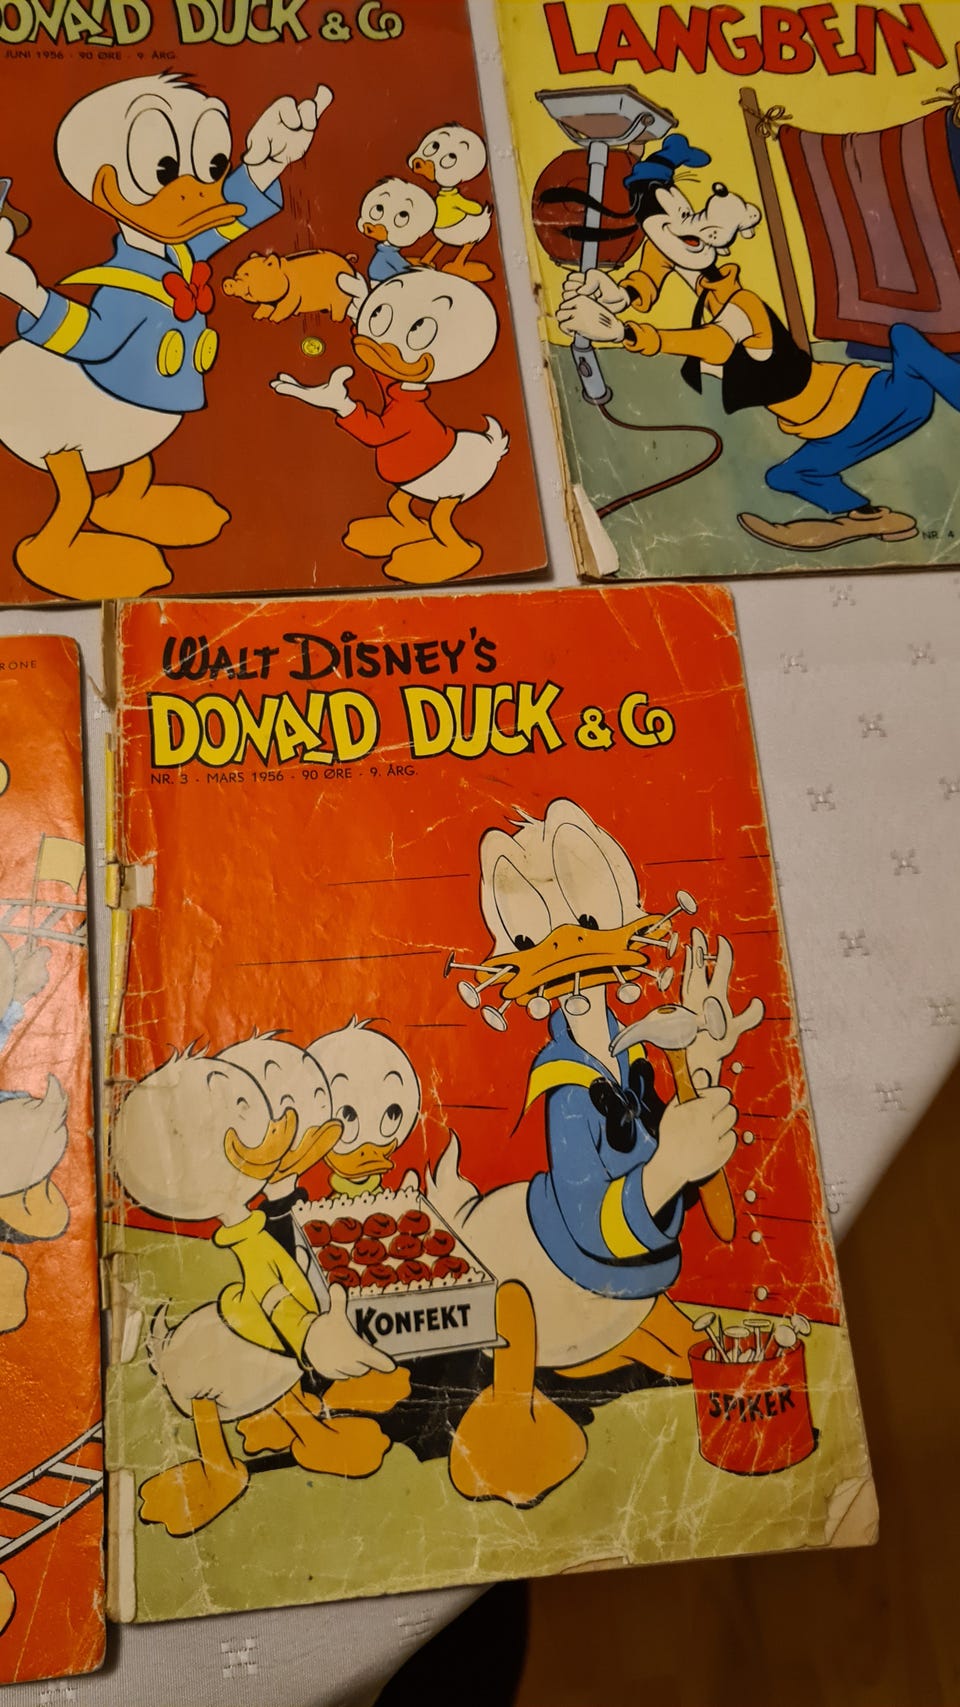 DONALD DUCK & Co
JUNI 1956 - 90 ØRE - 9. ÅRG.
LANGBEIN
NR. 4
KRONE
WALT DISNEY'S
DONALD DUCK & Co
NR. 3 - MARS 1956 - 90 ØRE - 9. ÅRG.
KONFEKT
SPIKER